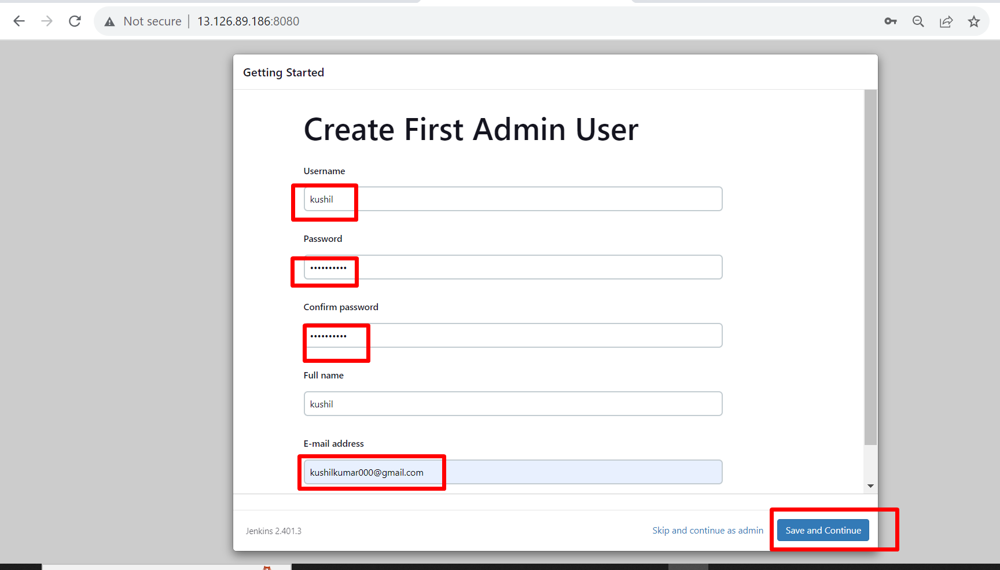 Not secure | 13.126.89.186:8080
Getting Started
Create First Admin User
Username
kushil
Password
••••••••••
Confirm password
••••••••••
Full name
kushil
E-mail address
kushilkumar000@gmail.com
Jenkins 2.401.3
Skip and continue as admin
Save and Continue